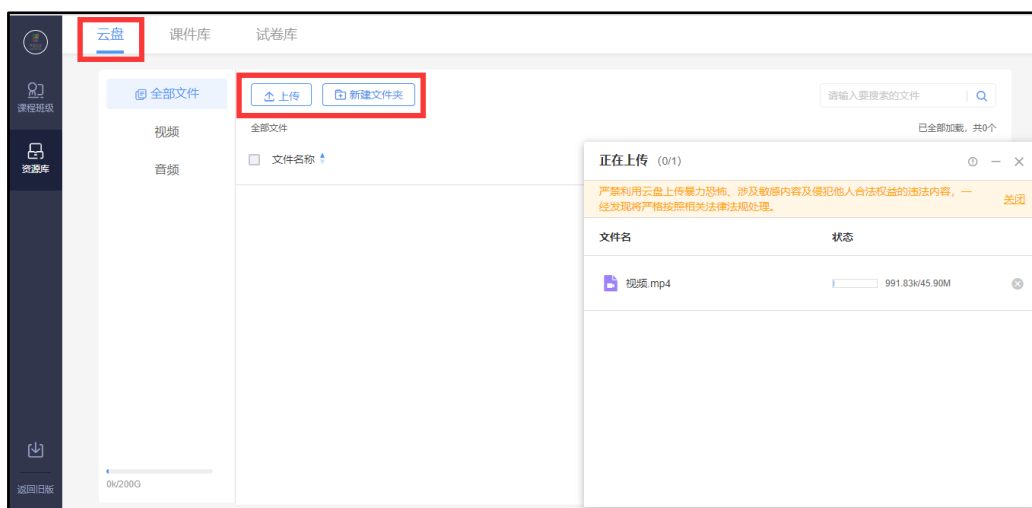 云盘 课件库 试卷库
课程班级
资源库
返回旧版
全部文件
视频
音频
0k/200G
上传 新建文件夹
请输入要搜索的文件
全部文件
已全部加载，共0个
文件名称
正在上传 (0/1)
严禁利用云盘上传暴力恐怖、涉及敏感内容及侵犯他人合法权益的违法内容，一
经发现将严格按照相关法律法规处理。
关闭
文件名 状态
视频.mp4 991.83k/45.90M